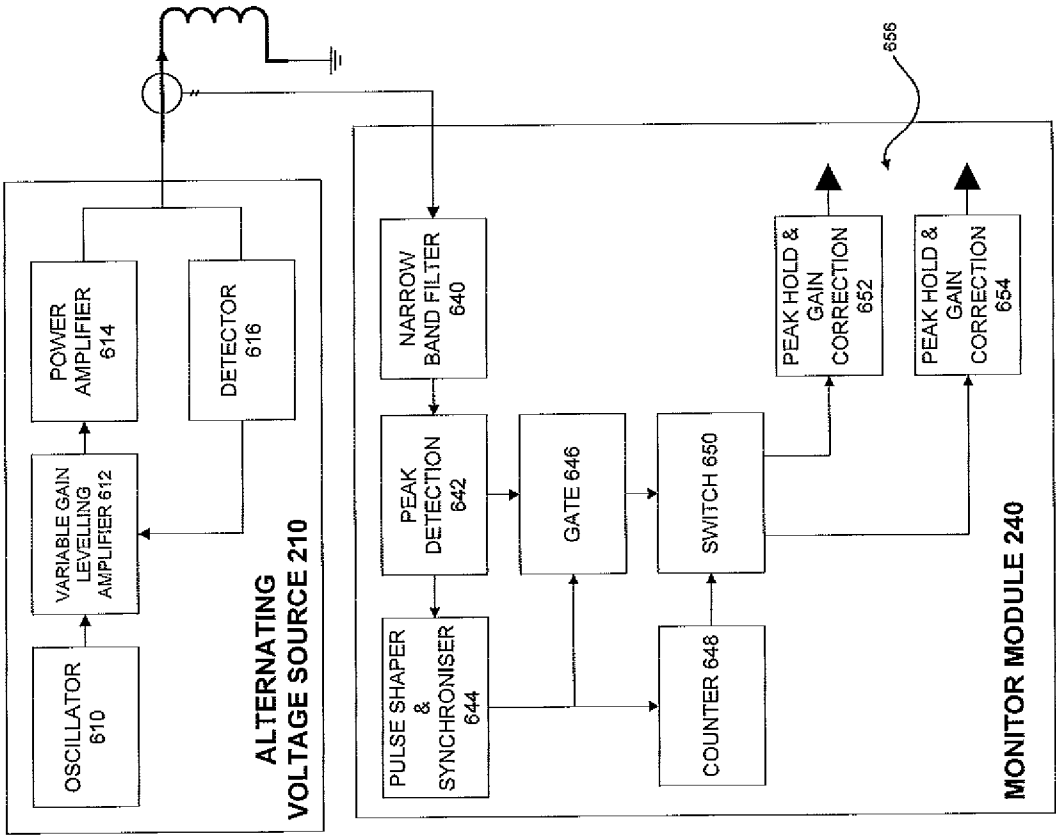 OSCILLATOR
610
VARIABLE GAIN
LEVELLING
AMPLIFIER 612
POWER
AMPLIFIER
614
DETECTOR
616
ALTERNATING
VOLTAGE SOURCE 210
PULSE SHAPER
&
SYNCHRONISER
644
PEAK
DETECTION
642
NARROW
BAND FILTER
640
GATE 646
COUNTER 648
SWITCH 650
PEAK HOLD &
GAIN
CORRECTION
652
PEAK HOLD &
GAIN
CORRECTION
654
656
MONITOR MODULE 240